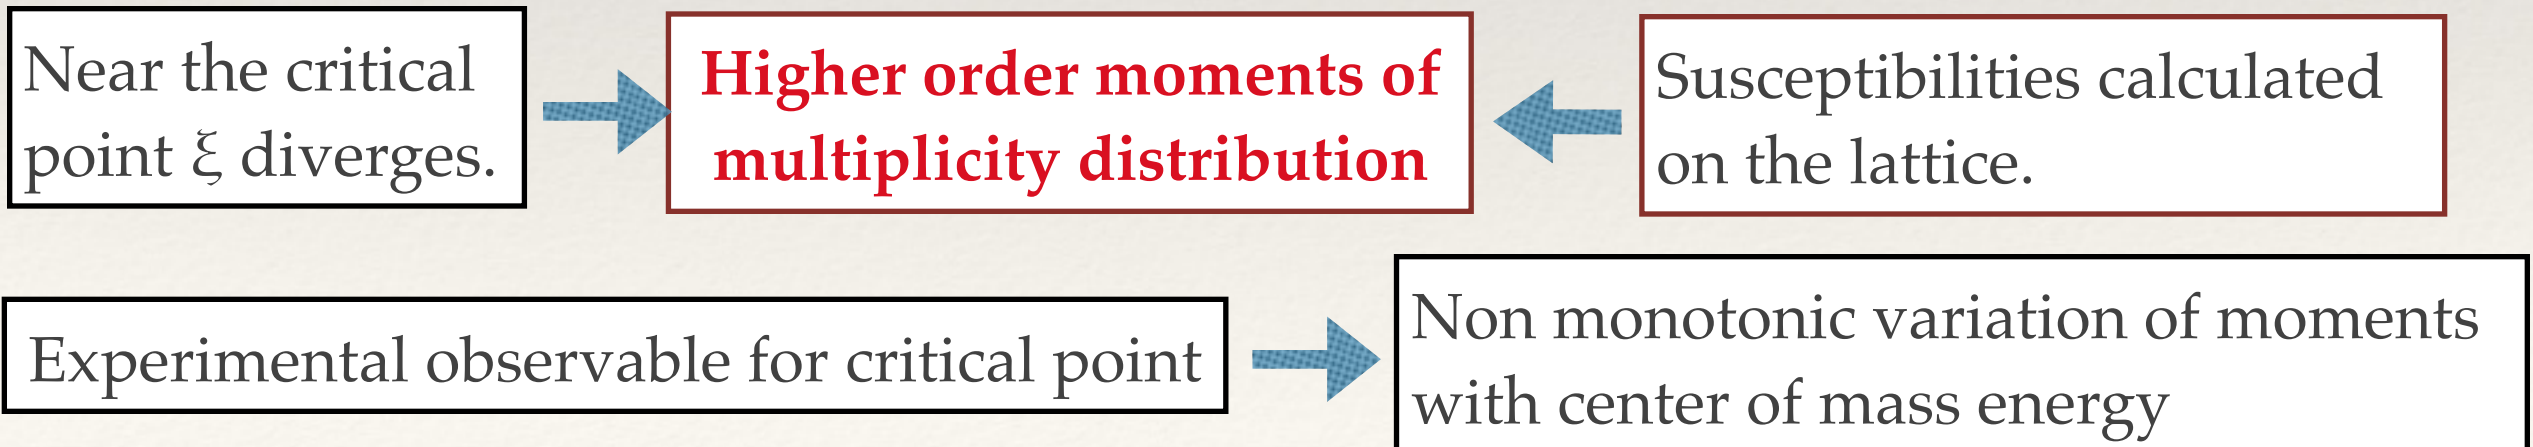 Near the critical
point ξ diverges.
Higher order moments of
multiplicity distribution
Susceptibilities calculated
on the lattice.
Experimental observable for critical point
Non monotonic variation of moments
with center of mass energy